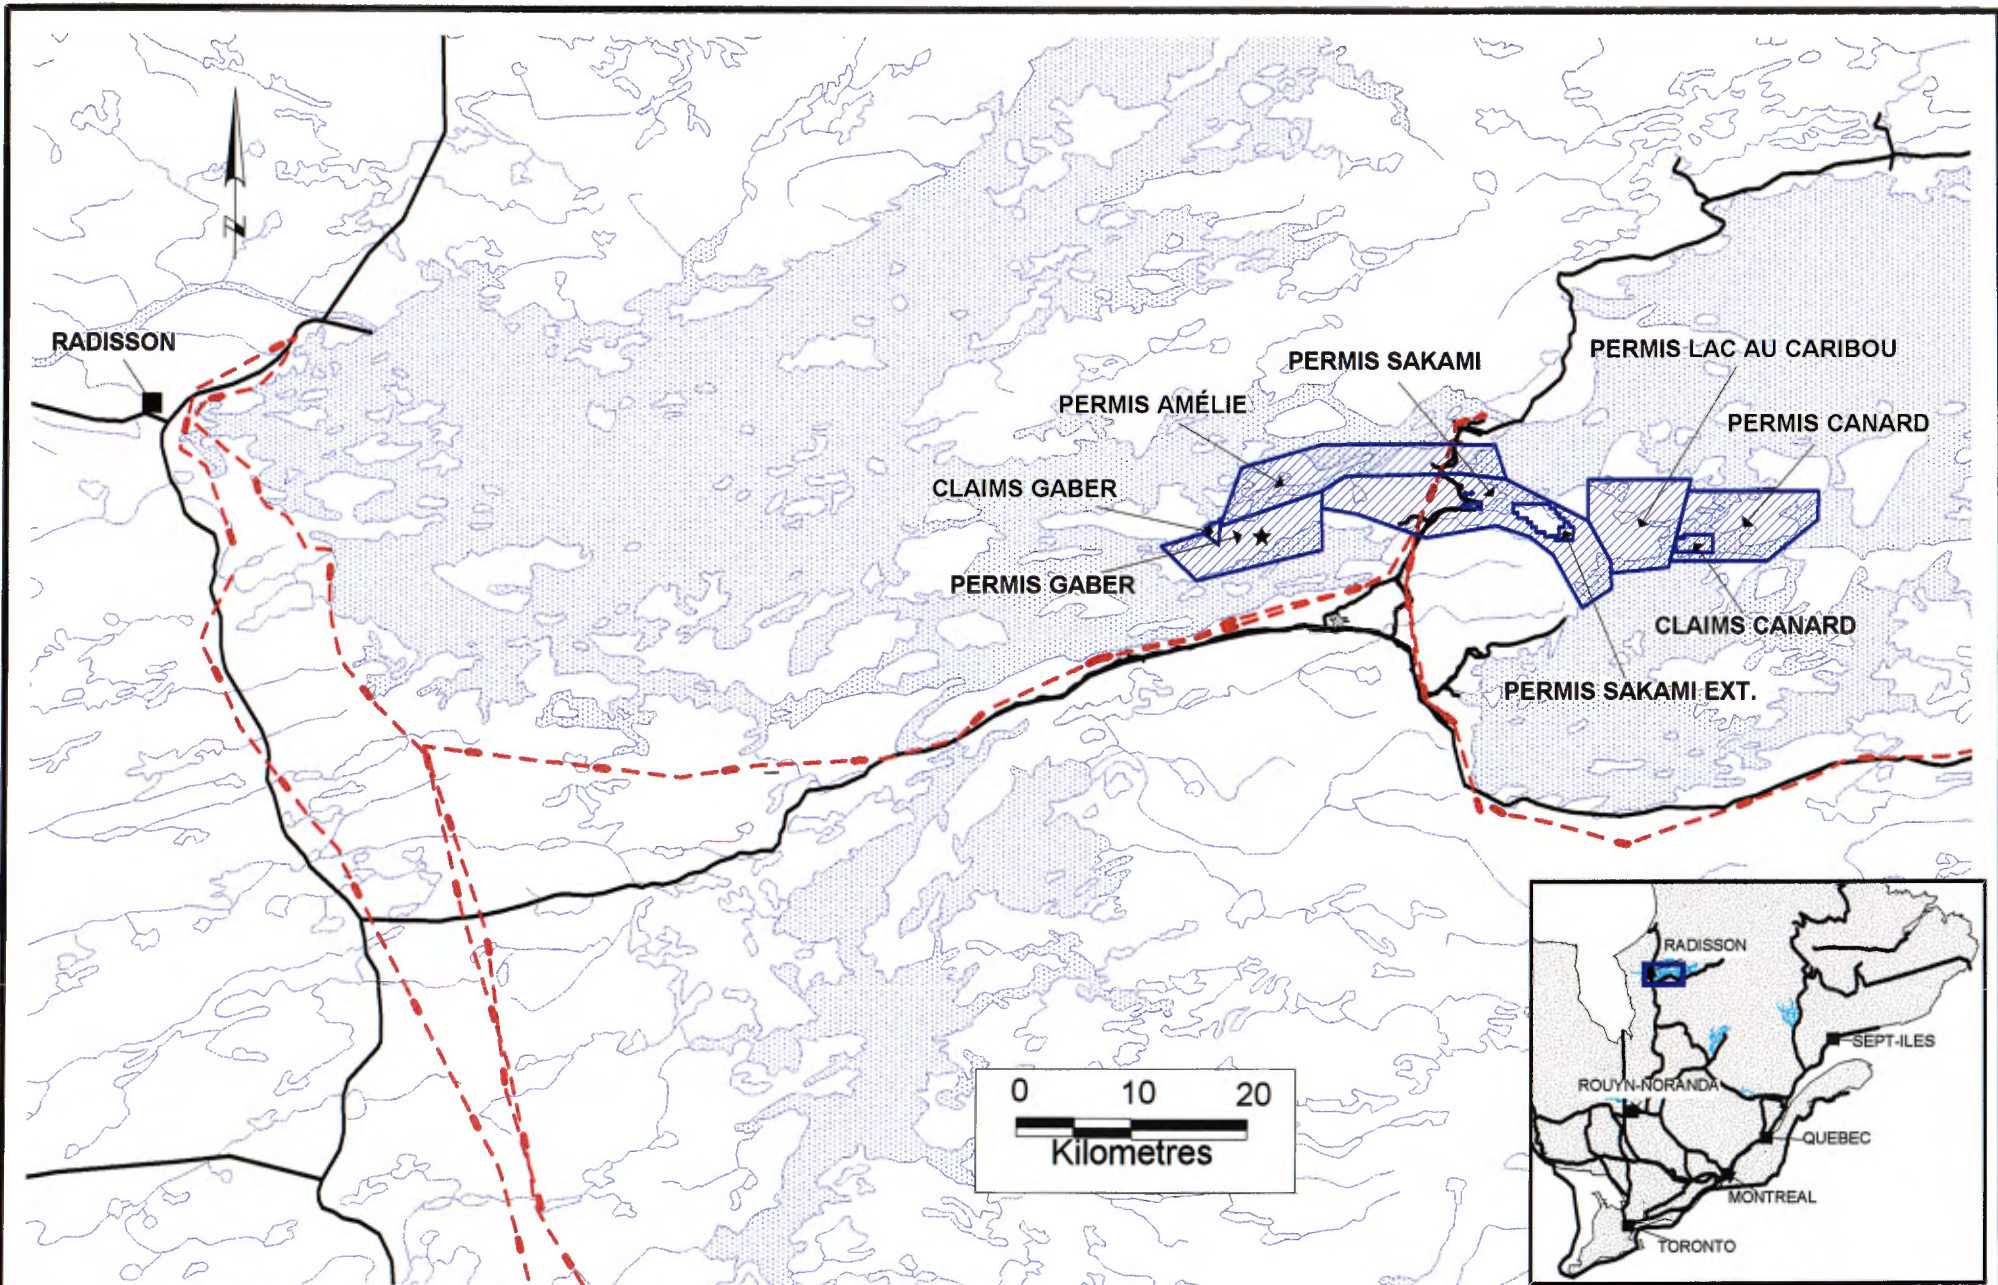 N
RADISSON
PERMIS SAKAMI
PERMIS LAC AU CARIBOU
PERMIS AMÉLIE
PERMIS CANARD
CLAIMS GABER
PERMIS GABER
CLAIMS CANARD
PERMIS SAKAMI EXT.
0 10 20
Kilometres
RADISSON
SEPT-ILES
ROUYN-NORANDA
QUEBEC
MONTREAL
TORONTO